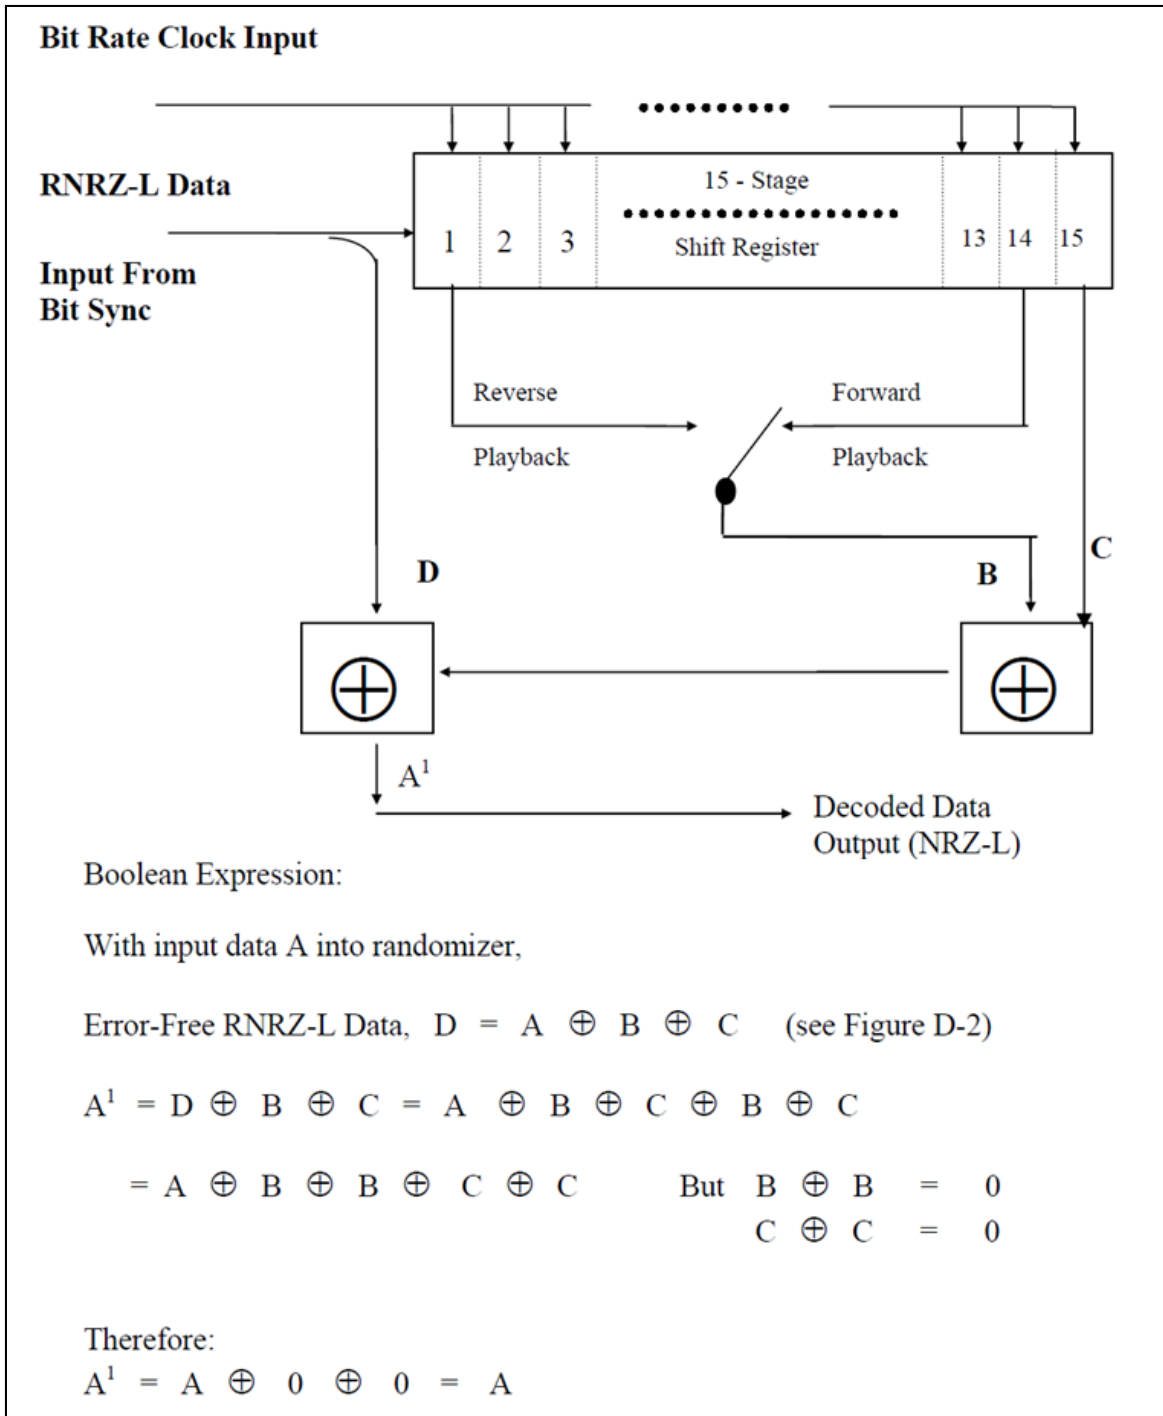 Bit Rate Clock Input
RNRZ-L Data
Input From
Bit Sync
15 - Stage
Shift Register
1 2 3 13 14 15
Reverse
Playback
Forward
Playback
D
B
C
A¹
Decoded Data
Output (NRZ-L)
Boolean Expression:
With input data A into randomizer,
Error-Free RNRZ-L Data, D = A ⊕ B ⊕ C (see Figure D-2)
A¹ = D ⊕ B ⊕ C = A ⊕ B ⊕ C ⊕ B ⊕ C
= A ⊕ B ⊕ B ⊕ C ⊕ C But B ⊕ B = 0
C ⊕ C = 0
Therefore:
A¹ = A ⊕ 0 ⊕ 0 = A